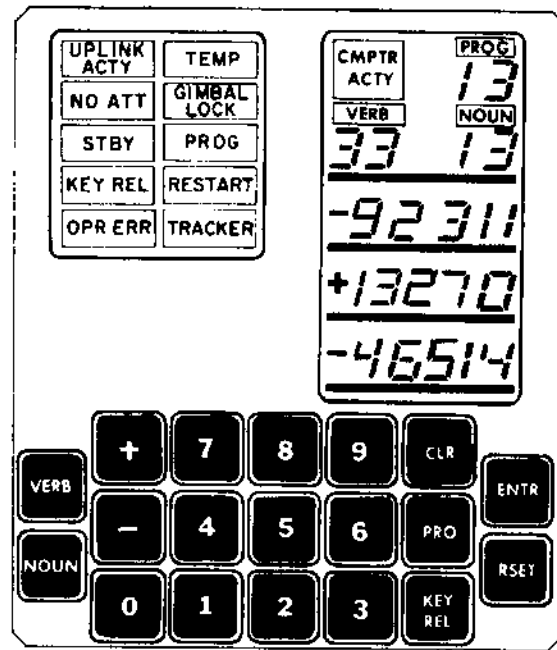 UPLINK ACTY
TEMP
NO ATT
GIMBAL LOCK
STBY
PROG
KEY REL
RESTART
OPR ERR
TRACKER
CMPTR ACTY
PROG
13
VERB
NOUN
33
13
-92311
+13270
-46514
VERB
NOUN
+
7
8
9
CLR
-
4
5
6
PRO
0
1
2
3
KEY REL
ENTR
RSET